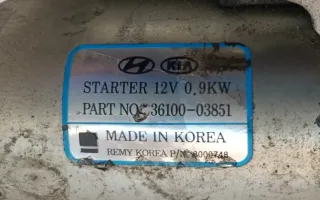 KIA
STARTER 12V 0.9KW
PART NO: 36100-03851
MADE IN KOREA
REMY KOREA P/N: 8000748